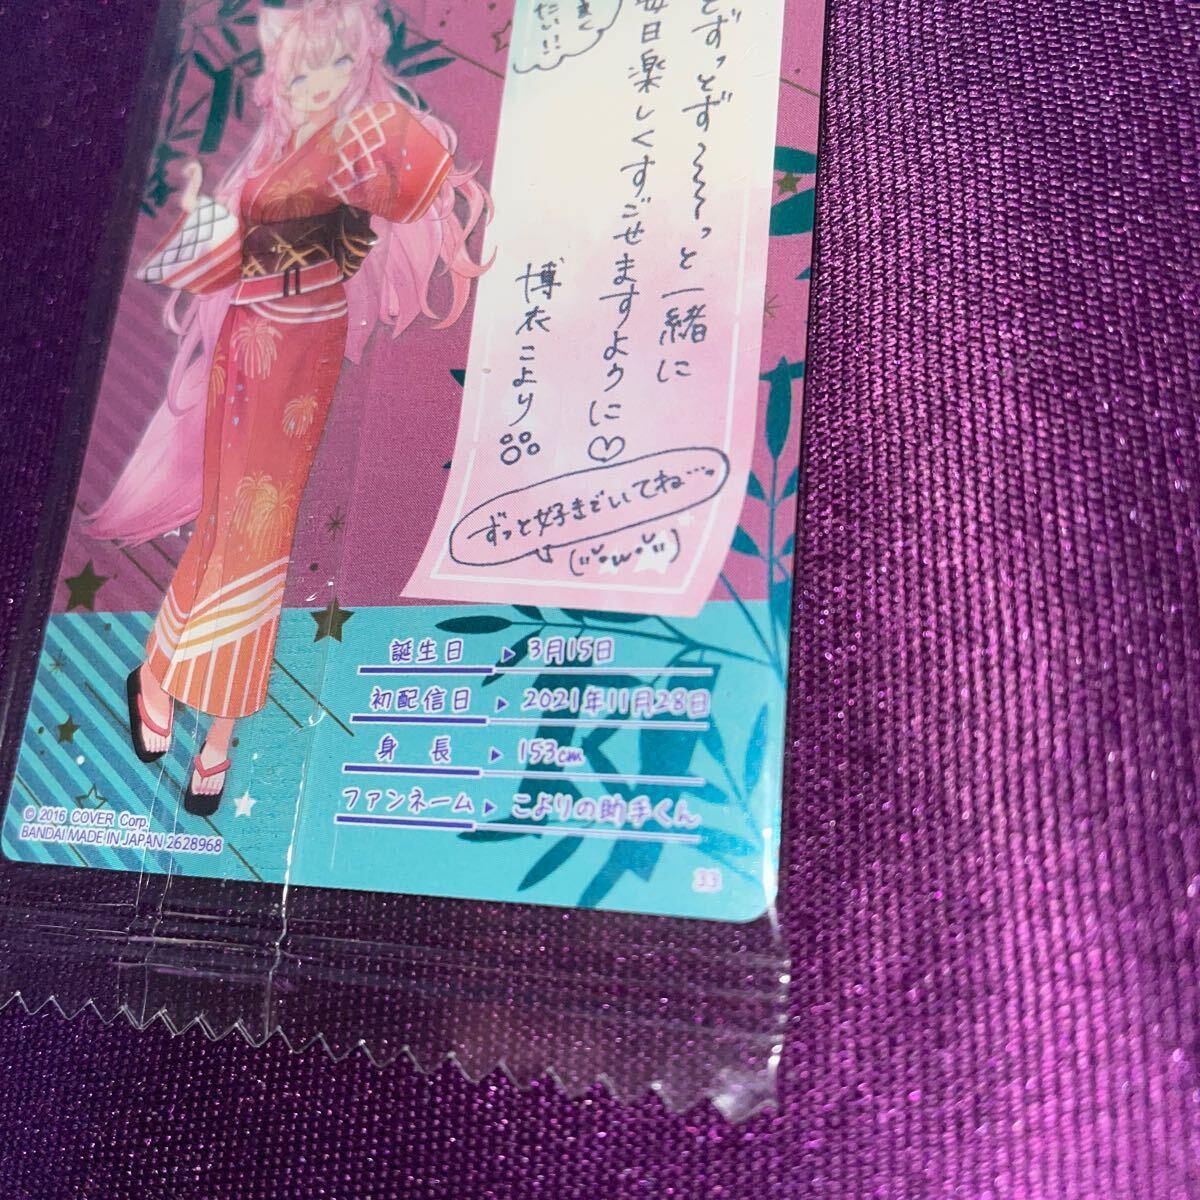 とずっとず〜〜〜っと一緒に
毎日楽しくすごせますように♡
博衣こより
たい!!
ずっと好きでいてね…。
誕生日 ▶ 3月15日
初配信日 ▶ 2021年11月28日
身長 ▶ 153cm
ファンネーム ▶ こよりの助手くん
© 2016 COVER Corp.
BANDAI MADE IN JAPAN 2628968
33